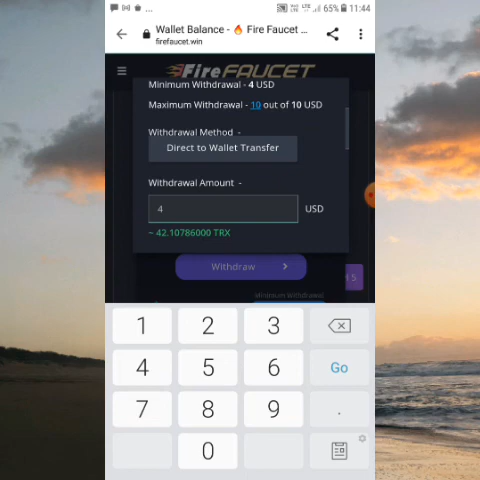 65% 11:44
Wallet Balance - 🔥 Fire Faucet ...
firefaucet.win
FireFAUCET
Minimum Withdrawal - 4 USD
Maximum Withdrawal - 10 out of 10 USD
Withdrawal Method -
Direct to Wallet Transfer
Withdrawal Amount -
4 USD
~ 42.10786000 TRX
Withdraw
Minimum Withdrawal
1 2 3
4 5 6 Go
7 8 9 .
0